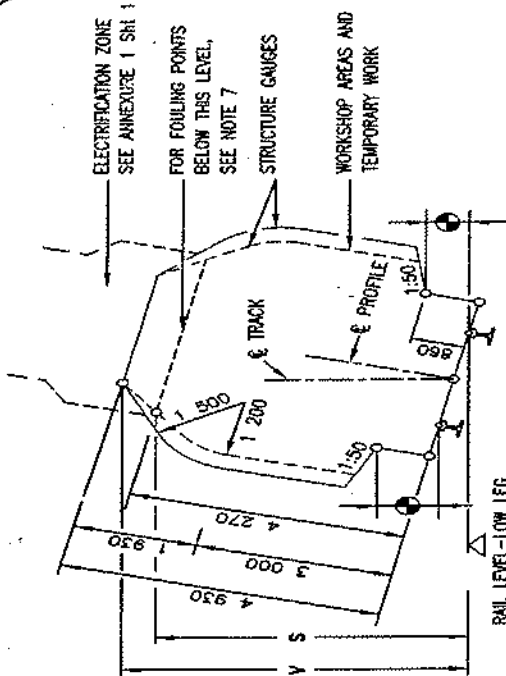 ELECTRIFICATION ZONE
SEE ANNEXURE 1 Sht 1
FOR FOULING POINTS
BELOW THIS LEVEL,
SEE NOTE 7
STRUCTURE GAUGES
WORKSHOP AREAS AND
TEMPORARY WORK
℄ TRACK
℄ PROFILE
1 500
1 200
1:50
1:50
860
4 270
1 930
3 000
4 930
S
V
RAIL LEVEL-LOW LEG